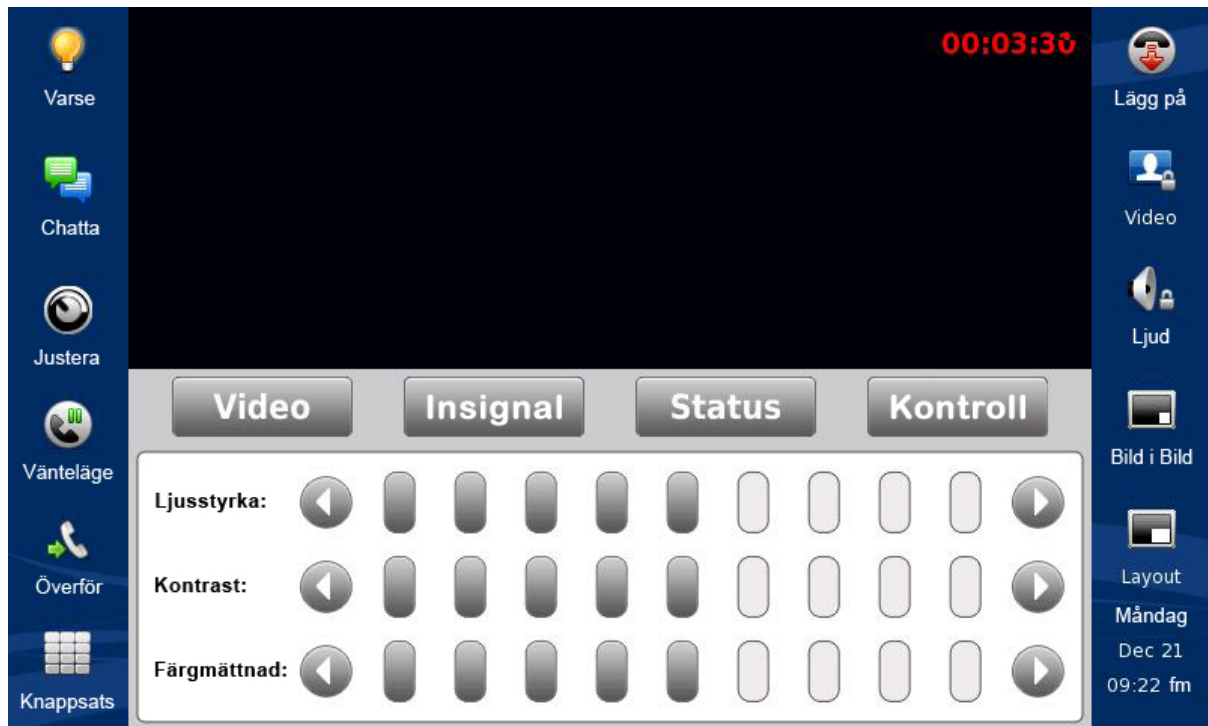 Varse
Chatta
Justera
Vänteläge
Överför
Knappsats
Video
Insignal
Status
Kontroll
Ljusstyrka:
Kontrast:
Färgmättnad:
Lägg på
Video
Ljud
Bild i Bild
Layout
Måndag
Dec 21
09:22 fm